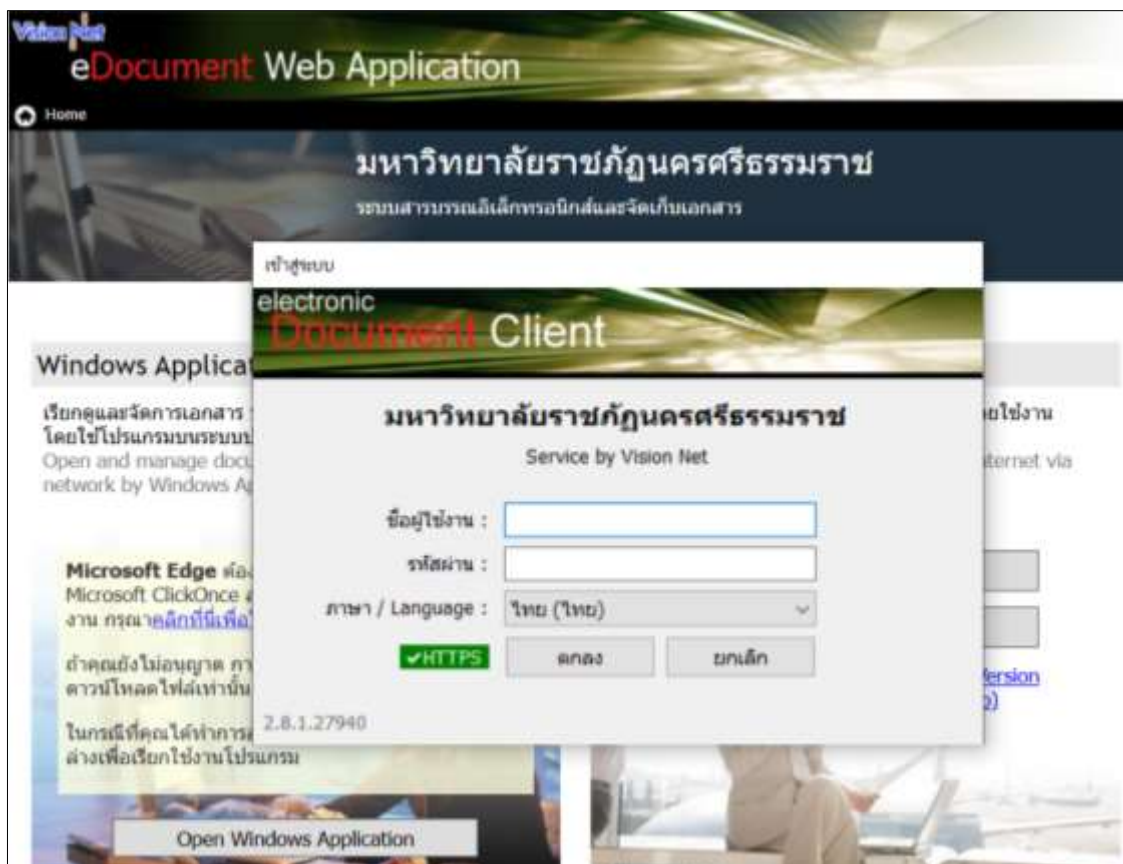 Vision Net
eDocument Web Application
Home
มหาวิทยาลัยราชภัฏนครศรีธรรมราช
ระบบสารบรรณอิเล็กทรอนิกส์และจัดเก็บเอกสาร
เข้าสู่ระบบ
electronic
Document Client
มหาวิทยาลัยราชภัฏนครศรีธรรมราช
Service by Vision Net
ชื่อผู้ใช้งาน :
รหัสผ่าน :
ภาษา / Language : ไทย (ไทย)
✔HTTPS ตกลง ยกเลิก
2.8.1.27940
Windows Applicat
เรียกดูและจัดการเอกสาร
โดยใช้โปรแกรมบนระบบ
Open and manage docu
network by Windows Ap
ยใช้งาน
ternet via
Microsoft Edge ต้อง
Microsoft ClickOnce
งาน กรุณาคลิกที่นี่เพื่อ
ถ้าคุณยังไม่อนุญาต กา
ดาวน์โหลดไฟล์เท่านั้น
ในกรณีที่คุณได้ทำการ
ล่างเพื่อเรียกใช้งานโปรแกรม
ersion
Open Windows Application